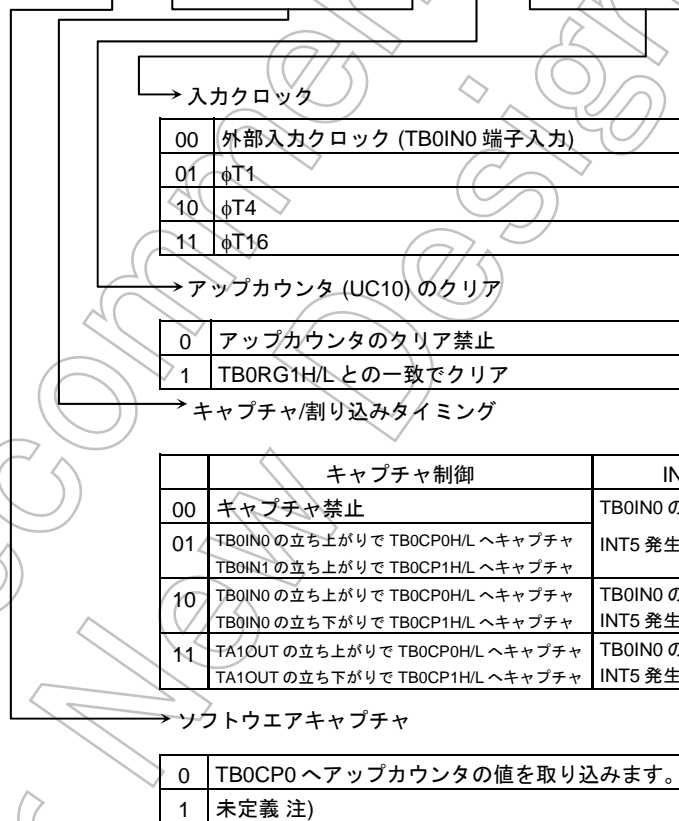 入力クロック
00 外部入力クロック (TB0IN0 端子入力)
01 φT1
10 φT4
11 φT16
アップカウンタ (UC10) のクリア
0 アップカウンタのクリア禁止
1 TB0RG1H/L との一致でクリア
キャプチャ/割り込みタイミング
キャプチャ制御 IN
00 キャプチャ禁止 TB0IN0 の
01 TB0IN0 の立ち上がりで TB0CP0H/L へキャプチャ INT5 発生
TB0IN1 の立ち上がりで TB0CP1H/L へキャプチャ
10 TB0IN0 の立ち上がりで TB0CP0H/L へキャプチャ TB0IN0 の
TB0IN0 の立ち下がりで TB0CP1H/L へキャプチャ INT5 発生
11 TA1OUT の立ち上がりで TB0CP0H/L へキャプチャ TB0IN0 の
TA1OUT の立ち下がりで TB0CP1H/L へキャプチャ INT5 発生
ソフトウエアキャプチャ
0 TB0CP0 へアップカウンタの値を取り込みます。
1 未定義 注)